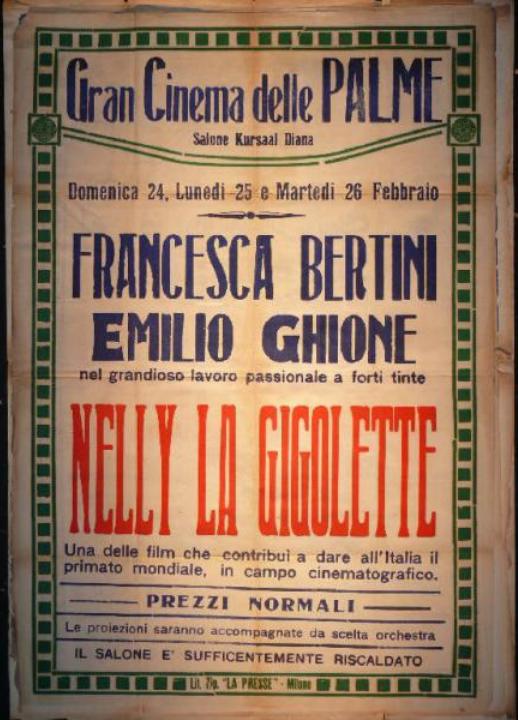 Gran Cinema delle PALME
Salone Kursaal Diana
Domenica 24, Lunedì 25 e Martedì 26 Febbraio
FRANCESCA BERTINI
EMILIO GHIONE
nel grandioso lavoro passionale a forti tinte
NELLY LA GIGOLETTE
Una delle film che contribuì a dare all'Italia il
primato mondiale, in campo cinematografico.
PREZZI NORMALI
Le proiezioni saranno accompagnate da scelta orchestra
IL SALONE E' SUFFICENTEMENTE RISCALDATO
Lit. Tip. "LA PRESSE" - Milano